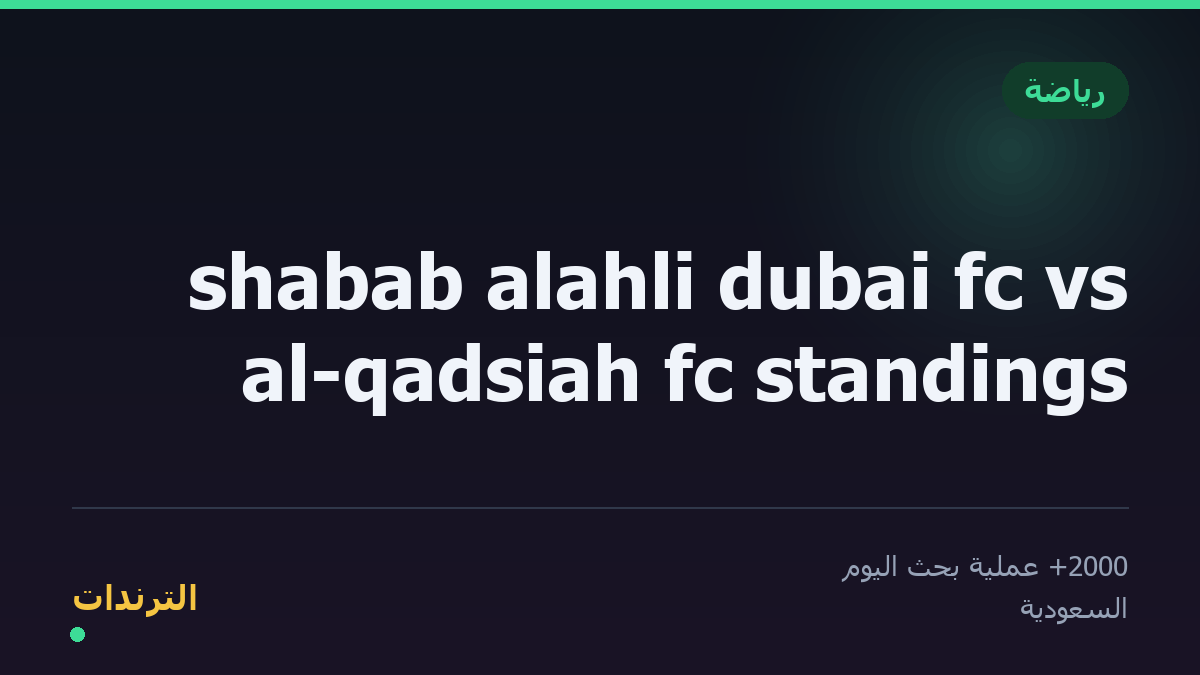 رياضة
shabab alahli dubai fc vs
al-qadsiah fc standings
2000+ عملية بحث اليوم
السعودية
الترندات